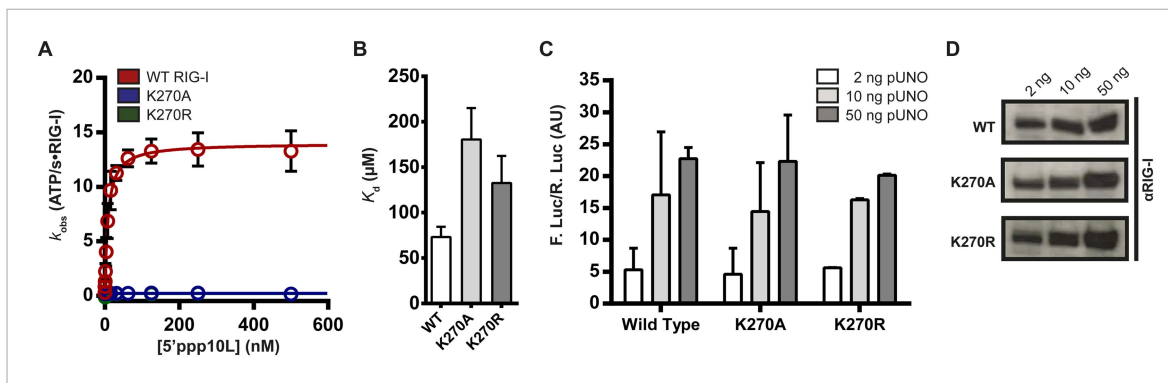 A
WT RIG-I
K270A
K270R
20
15
10
5
0
k obs (ATP/s•RIG-I)
0 200 400 600
[5'ppp10L] (nM)
B
250
200
150
100
50
0
K d (µM)
WT K270A K270R
C
2 ng pUNO
10 ng pUNO
50 ng pUNO
35
30
25
20
15
10
5
0
F. Luc/R. Luc (AU)
Wild Type K270A K270R
D
2 ng 10 ng 50 ng
WT
K270A
K270R
αRIG-I